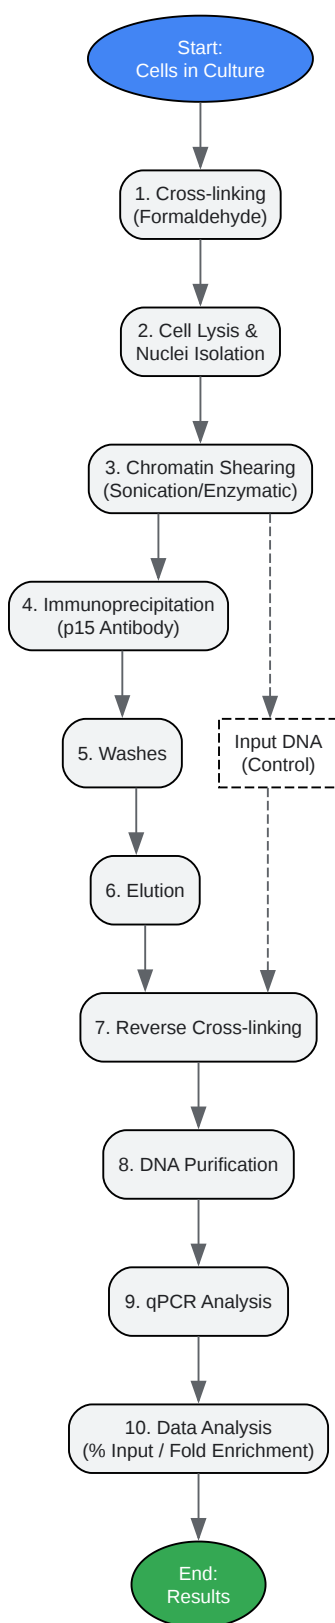 Start:
Cells in Culture
1. Cross-linking
(Formaldehyde)
2. Cell Lysis &
Nuclei Isolation
3. Chromatin Shearing
(Sonication/Enzymatic)
4. Immunoprecipitation
(p15 Antibody)
5. Washes
Input DNA
(Control)
6. Elution
7. Reverse Cross-linking
8. DNA Purification
9. qPCR Analysis
10. Data Analysis
(% Input / Fold Enrichment)
End:
Results